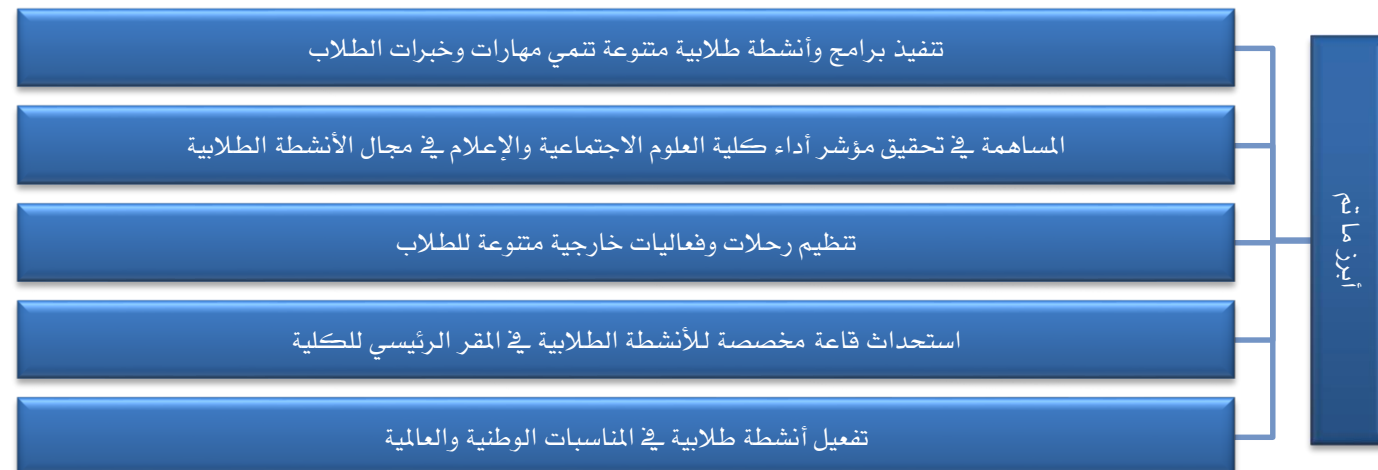 أبرز ما تم
تنفيذ برامج وأنشطة طلابية متنوعة تنمي مهارات وخبرات الطلاب
المساهمة في تحقيق مؤشر أداء كلية العلوم الاجتماعية والإعلام في مجال الأنشطة الطلابية
تنظيم رحلات وفعاليات خارجية متنوعة للطلاب
استحداث قاعة مخصصة للأنشطة الطلابية في المقر الرئيسي للكلية
تفعيل أنشطة طلابية في المناسبات الوطنية والعالمية